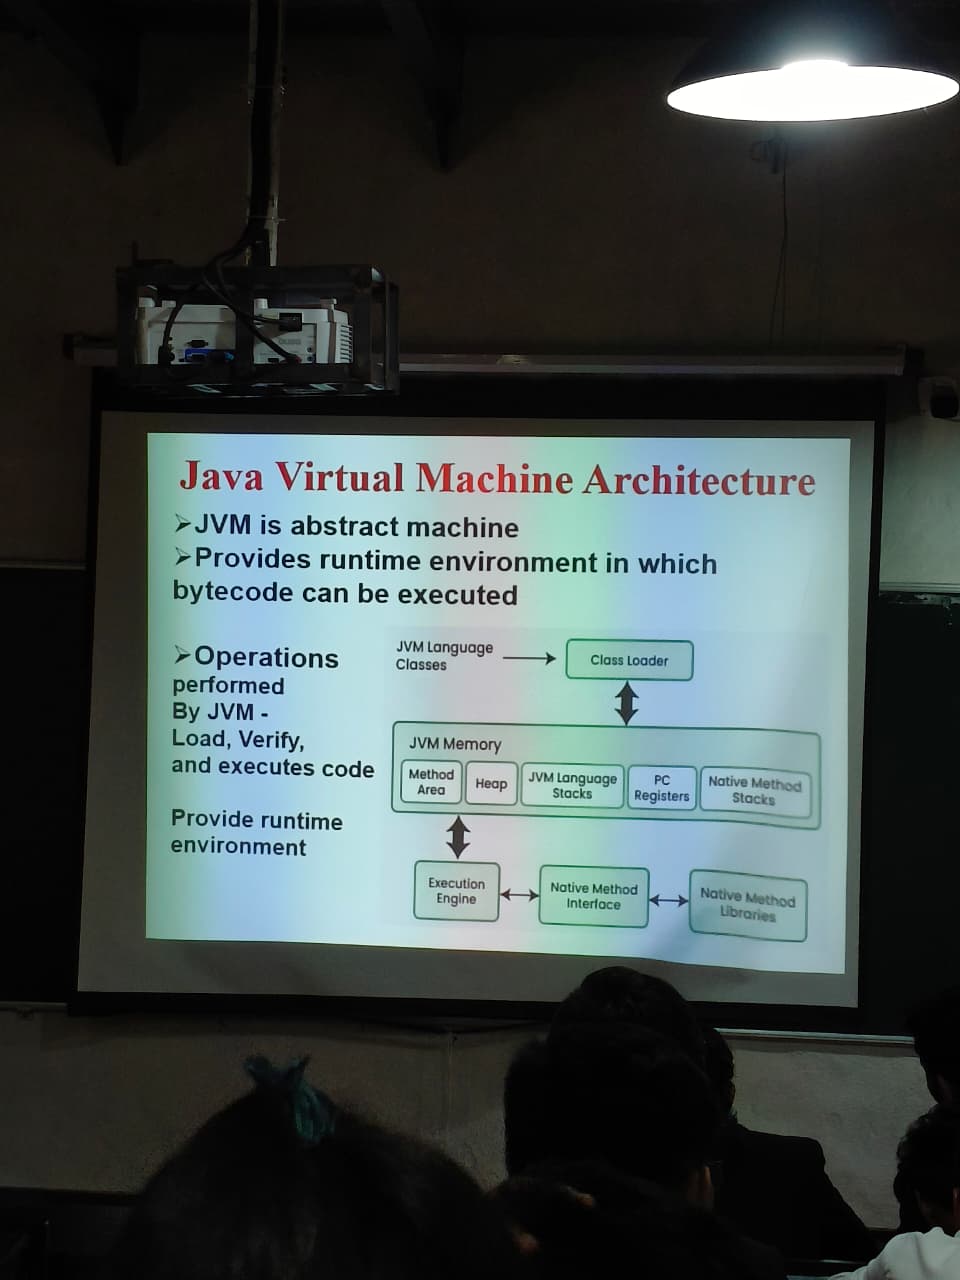 Java Virtual Machine Architecture
➢JVM is abstract machine
➢Provides runtime environment in which
bytecode can be executed
➢Operations
performed
By JVM -
Load, Verify,
and executes code
Provide runtime
environment
JVM Language
Classes
Class Loader
JVM Memory
Method
Area
Heap
JVM Language
Stacks
PC
Registers
Native Method
Stacks
Execution
Engine
Native Method
Interface
Native Method
Libraries